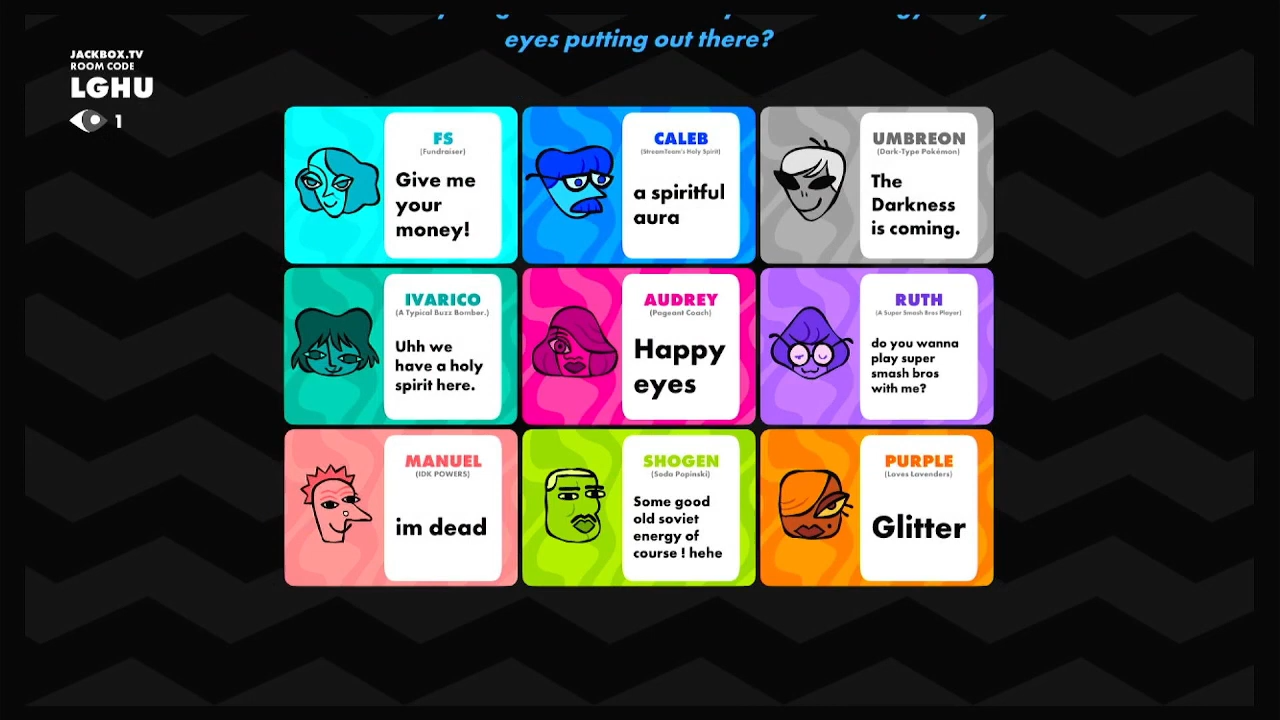 eyes putting out there?
JACKBOX.TV
ROOM CODE
LGHU
1
FS
(Fundraiser)
Give me
your
money!
CALEB
(StreamTeam's Holy Spirit)
a spiritful
aura
UMBREON
(Dark-Type Pokémon)
The
Darkness
is coming.
IVARICO
(A Typical Buzz Bomber.)
Uhh we
have a holy
spirit here.
AUDREY
(Pageant Coach)
Happy
eyes
RUTH
(A Super Smash Bros Player)
do you wanna
play super
smash bros
with me?
MANUEL
(IDK POWERS)
im dead
SHOGEN
(Soda Popinski)
Some good
old soviet
energy of
course ! hehe
PURPLE
(Loves Lavenders)
Glitter